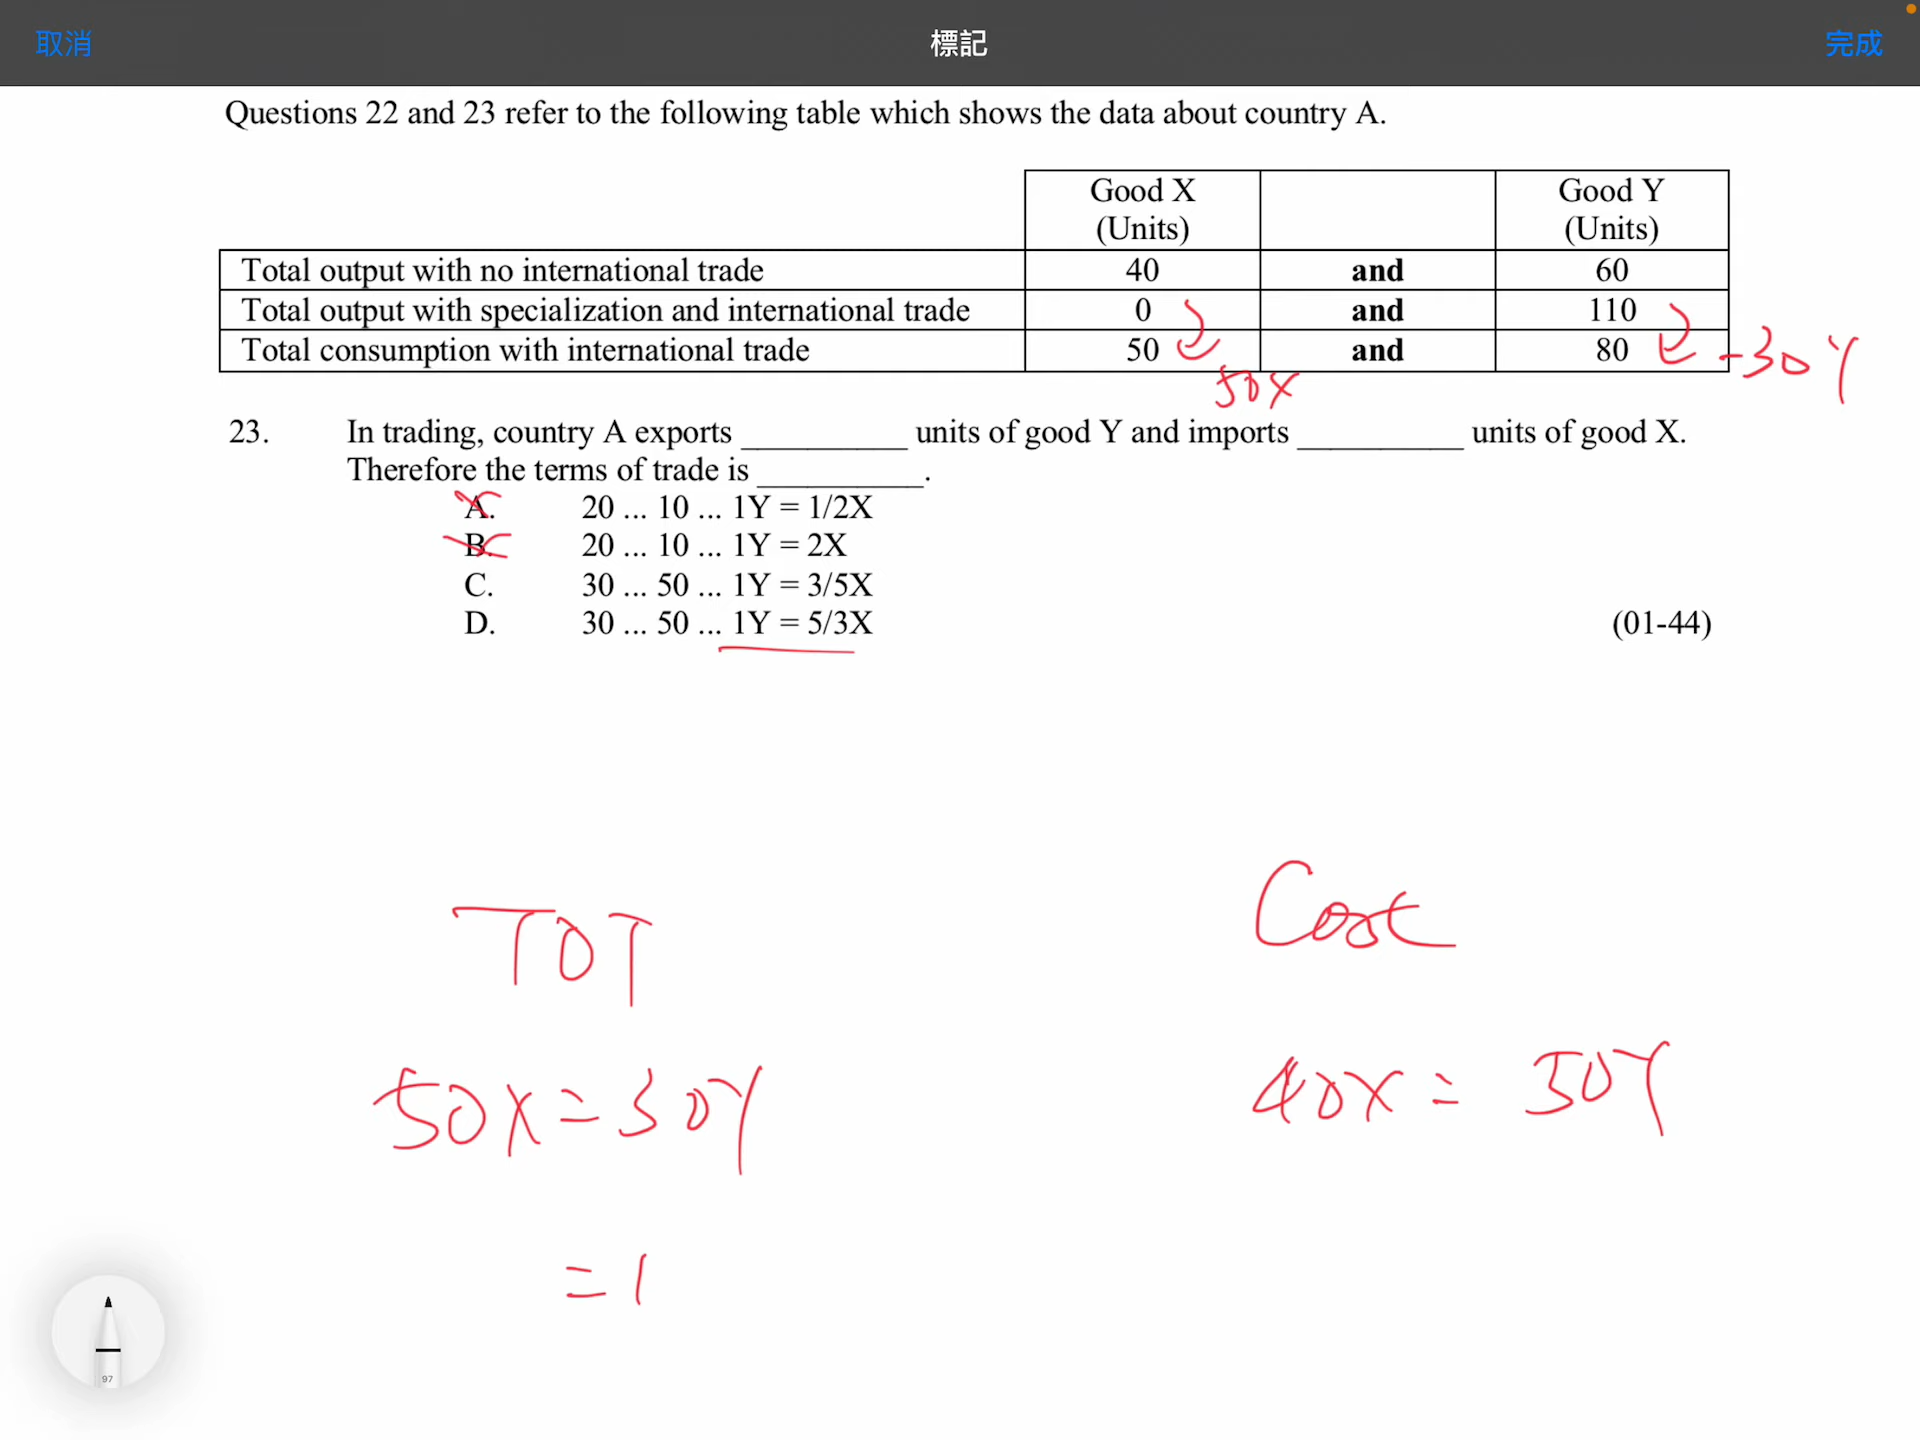 取消 標記 完成
Questions 22 and 23 refer to the following table which shows the data about country A.
Good X (Units) Good Y (Units)
Total output with no international trade 40 and 60
Total output with specialization and international trade 0 and 110
Total consumption with international trade 50 and 80
-30Y
50X
23. In trading, country A exports __________ units of good Y and imports __________ units of good X.
Therefore the terms of trade is __________.
A. 20 ... 10 ... 1Y = 1/2X
B. 20 ... 10 ... 1Y = 2X
C. 30 ... 50 ... 1Y = 3/5X
D. 30 ... 50 ... 1Y = 5/3X (01-44)
TOT Cost
50X = 30Y 40X = 50Y
= 1
97